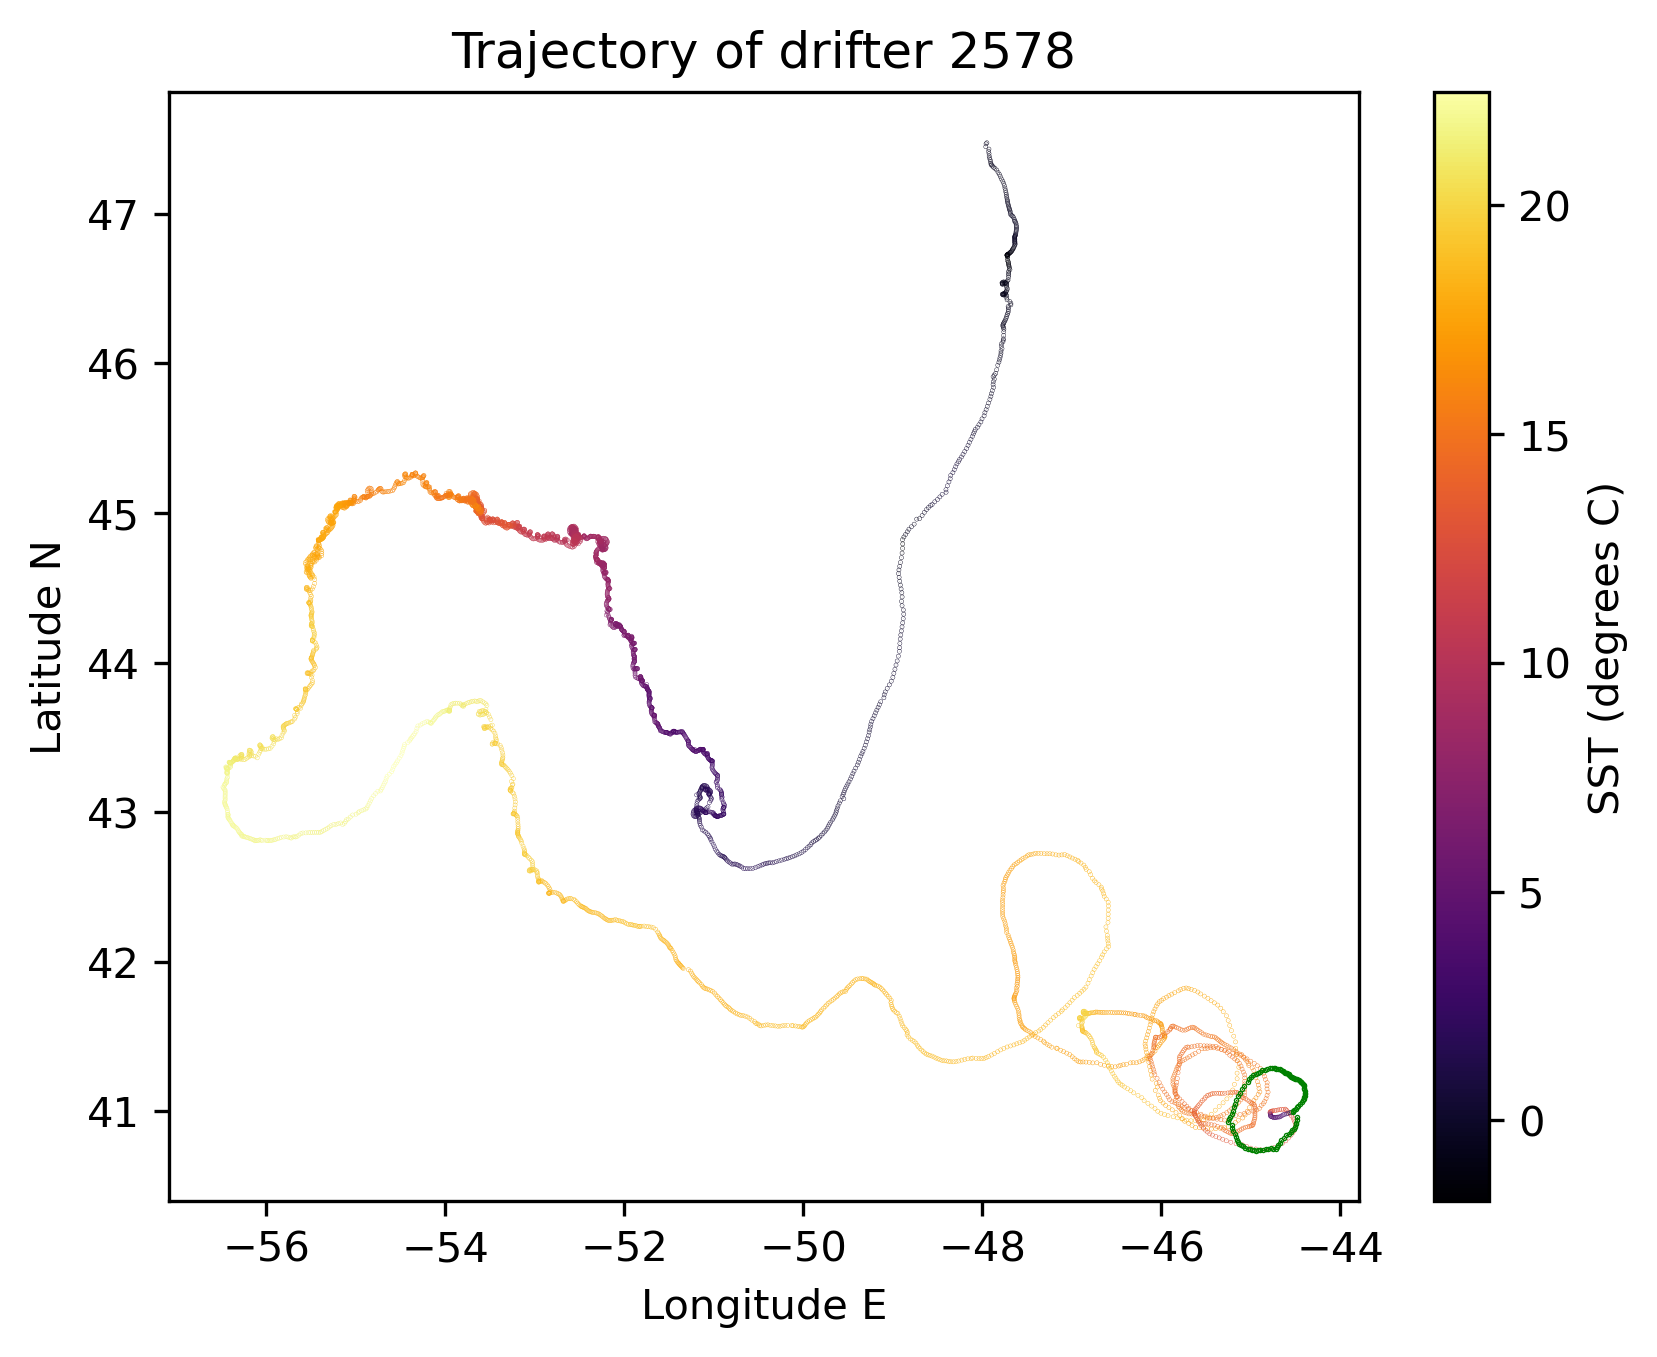 Trajectory of drifter 2578
47
46
45
44
43
42
41
Latitude N
−56 −54 −52 −50 −48 −46 −44
Longitude E
20
15
10
5
0
SST (degrees C)